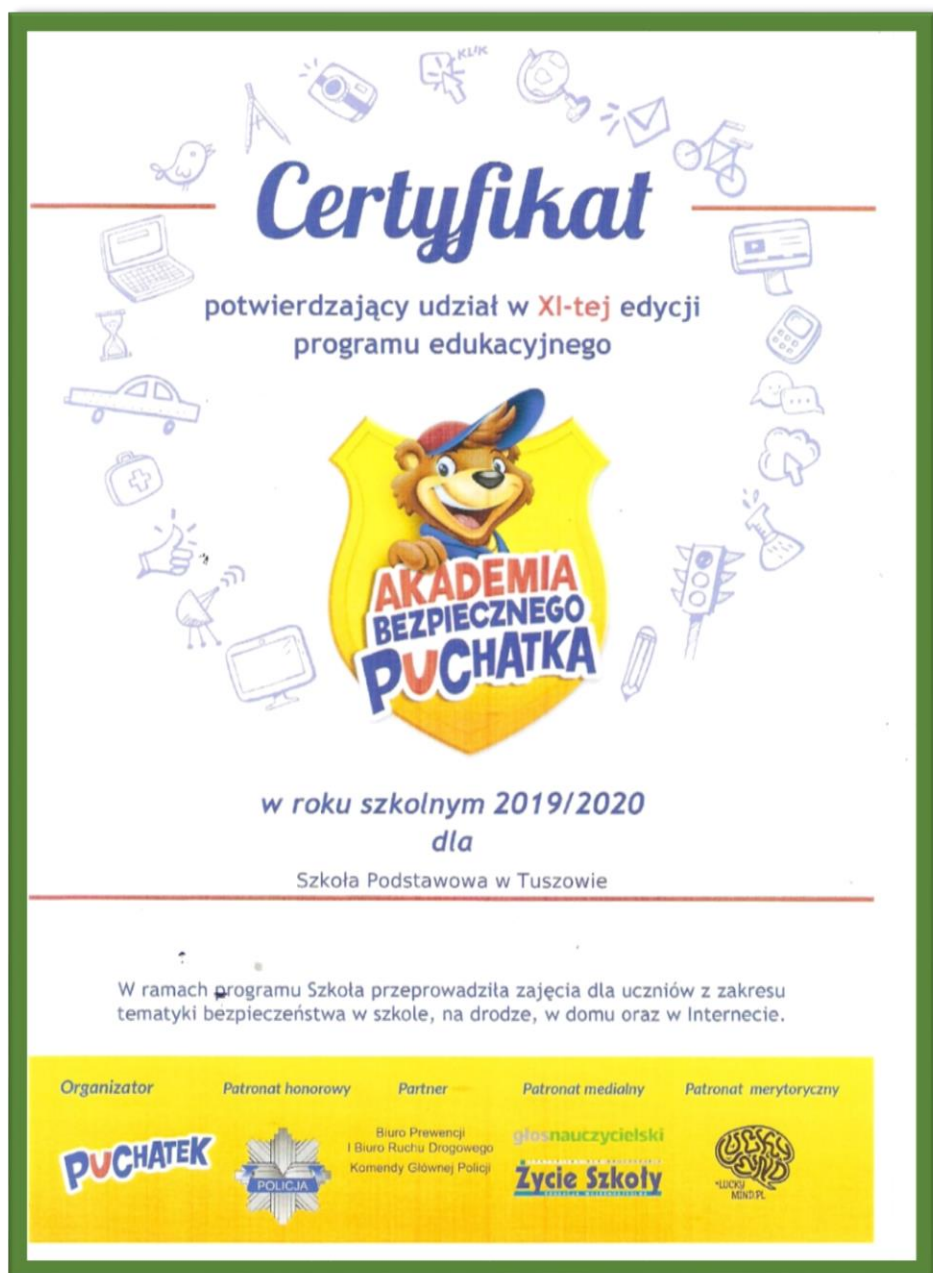 KLIK
Certyfikat
potwierdzający udział w XI-tej edycji
programu edukacyjnego
AKADEMIA
BEZPIECZNEGO
PUCHATKA
w roku szkolnym 2019/2020
dla
Szkoła Podstawowa w Tuszowie
W ramach programu Szkoła przeprowadziła zajęcia dla uczniów z zakresu
tematyki bezpieczeństwa w szkole, na drodze, w domu oraz w Internecie.
Organizator
Patronat honorowy
Partner
Patronat medialny
Patronat merytoryczny
PUCHATEK
POLICJA
Biuro Prewencji
I Biuro Ruchu Drogowego
Komendy Głównej Policji
głosnauczycielski
Życie Szkoły
LUCKY
MIND
LUCKY
MIND.PL